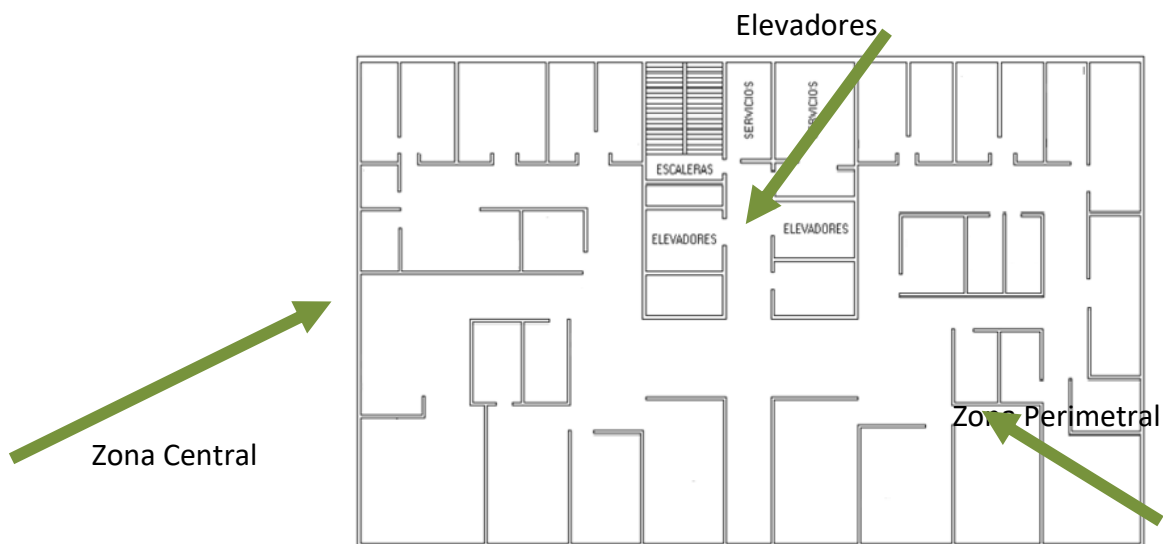 Elevadores
SERVICIOS
SERVICIOS
ESCALERAS
ELEVADORES
ELEVADORES
Zona Perimetral
Zona Central